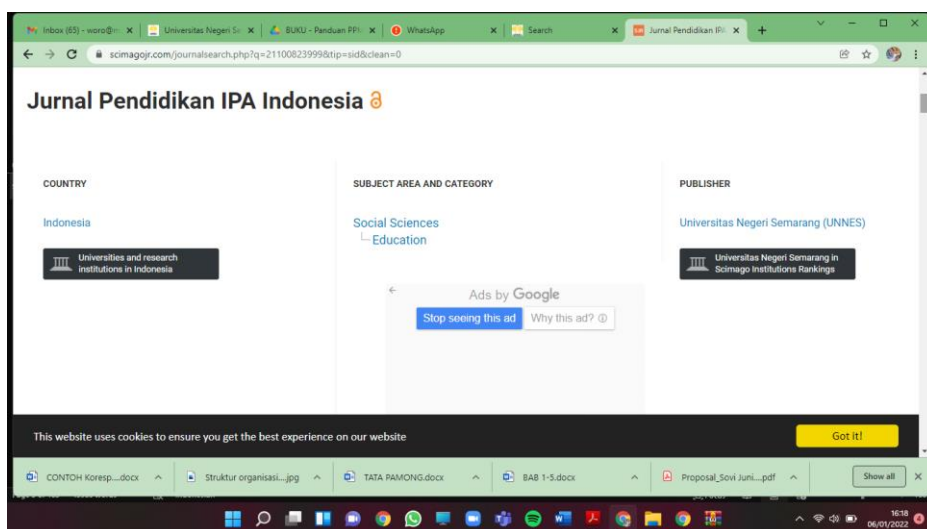 Inbox (65) - woro@m
Universitas Negeri Se
BUKU - Panduan PPM
WhatsApp
Search
Jurnal Pendidikan IPA
scimagojr.com/journalsearch.php?q=21100823999&tip=sid&clean=0
Jurnal Pendidikan IPA Indonesia
COUNTRY
SUBJECT AREA AND CATEGORY
PUBLISHER
Indonesia
Social Sciences
Education
Universitas Negeri Semarang (UNNES)
Universities and research
institutions in Indonesia
Universitas Negeri Semarang in
Scimago Institutions Rankings
Ads by Google
Stop seeing this ad
Why this ad?
This website uses cookies to ensure you get the best experience on our website
Got it!
CONTOH Koresp....docx
Struktur organisasi....jpg
TATA PAMONG.docx
BAB 1-5.docx
Proposal_Sovi Juni....pdf
Show all
16:18
06/01/2022